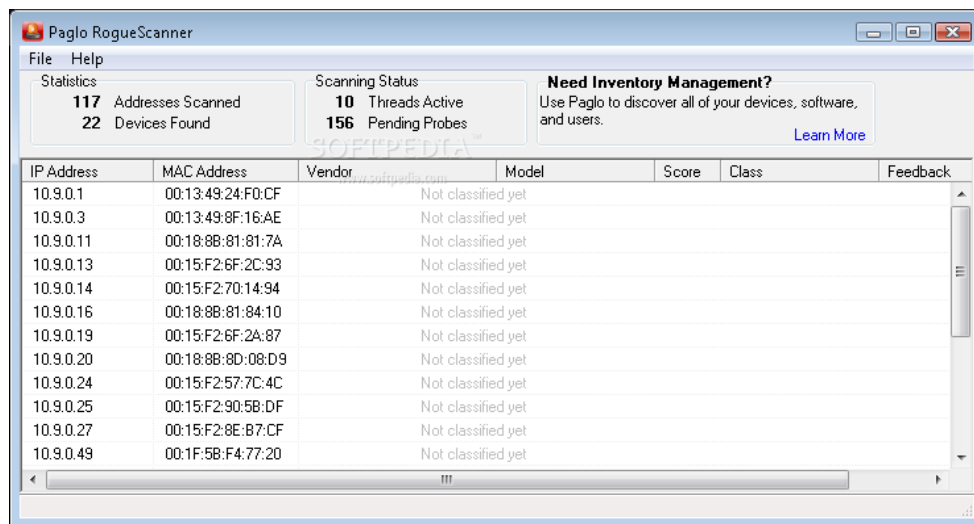 Paglo RogueScanner
File Help
Statistics
117 Addresses Scanned
22 Devices Found
Scanning Status
10 Threads Active
156 Pending Probes
Need Inventory Management?
Use Paglo to discover all of your devices, software,
and users.
Learn More
SOFTPEDIA™
www.softpedia.com
IP Address MAC Address Vendor Model Score Class Feedback
10.9.0.1 00:13:49:24:F0:CF Not classified yet
10.9.0.3 00:13:49:8F:16:AE Not classified yet
10.9.0.11 00:18:8B:81:81:7A Not classified yet
10.9.0.13 00:15:F2:6F:2C:93 Not classified yet
10.9.0.14 00:15:F2:70:14:94 Not classified yet
10.9.0.16 00:18:8B:81:84:10 Not classified yet
10.9.0.19 00:15:F2:6F:2A:87 Not classified yet
10.9.0.20 00:18:8B:8D:08:D9 Not classified yet
10.9.0.24 00:15:F2:57:7C:4C Not classified yet
10.9.0.25 00:15:F2:90:5B:DF Not classified yet
10.9.0.27 00:15:F2:8E:B7:CF Not classified yet
10.9.0.49 00:1F:5B:F4:77:20 Not classified yet